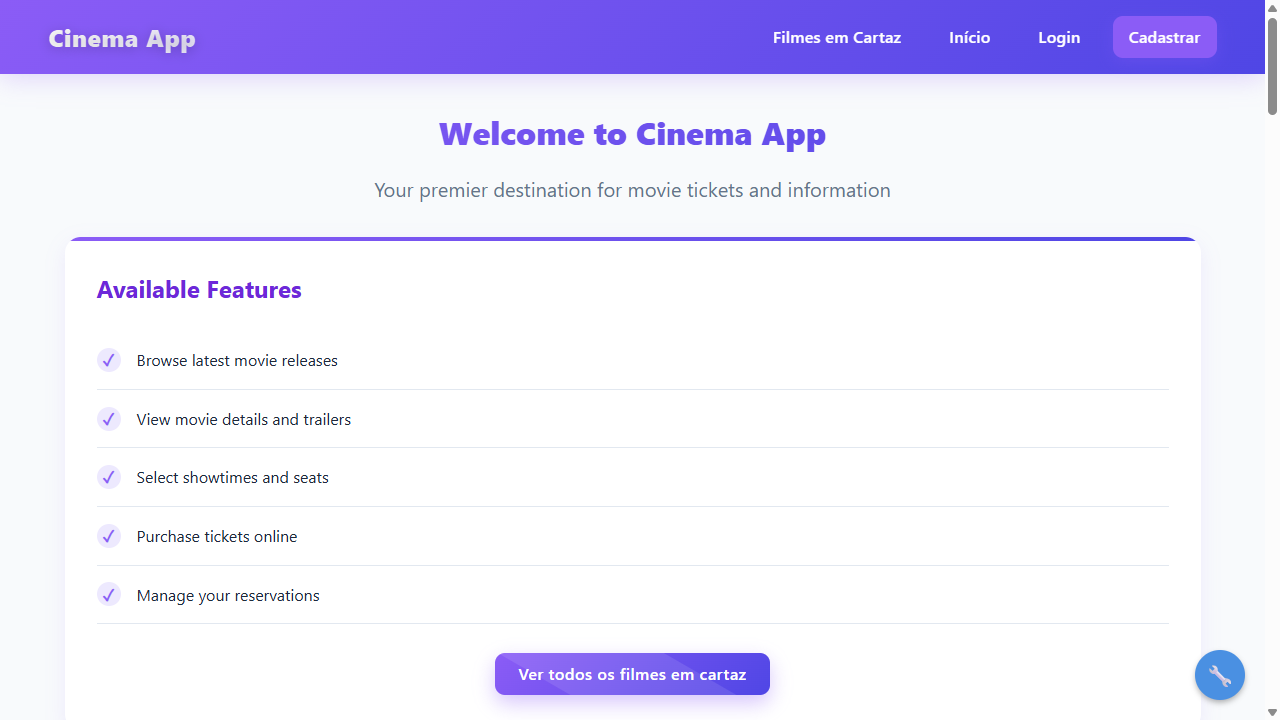 Cinema App
Filmes em Cartaz
Início
Login
Cadastrar
Welcome to Cinema App
Your premier destination for movie tickets and information
Available Features
✓ Browse latest movie releases
✓ View movie details and trailers
✓ Select showtimes and seats
✓ Purchase tickets online
✓ Manage your reservations
Ver todos os filmes em cartaz